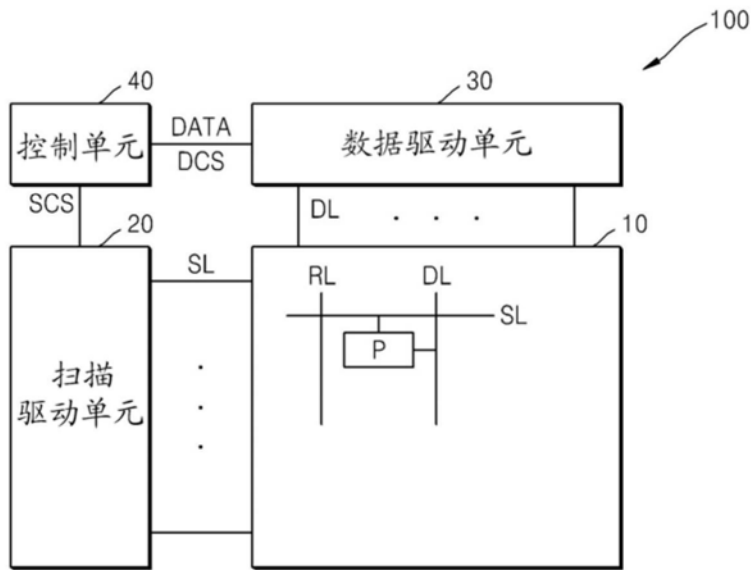 100
40
30
控制单元
DATA
DCS
数据驱动单元
SCS
20
DL
. . .
10
SL
RL
DL
SL
P
扫描
驱动单元